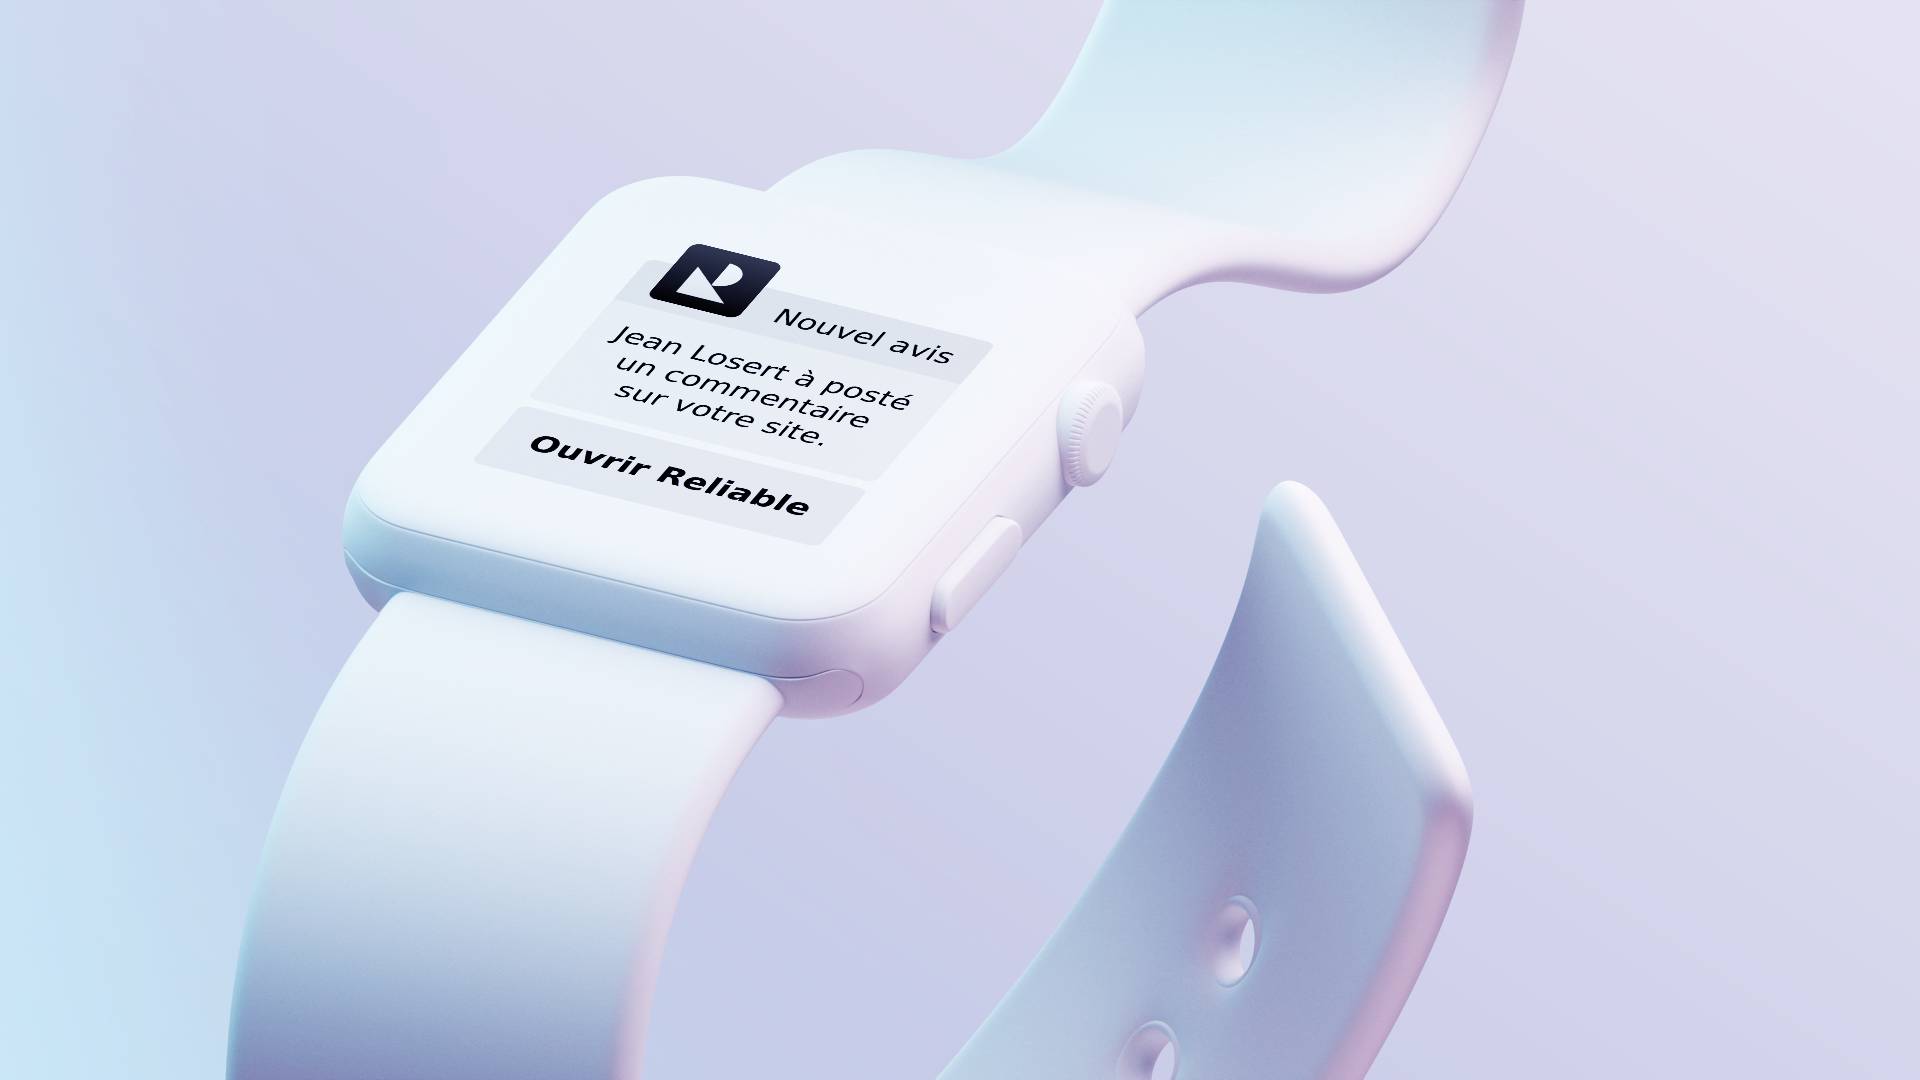 Nouvel avis
Jean Losert à posté
un commentaire
sur votre site.
Ouvrir Reliable